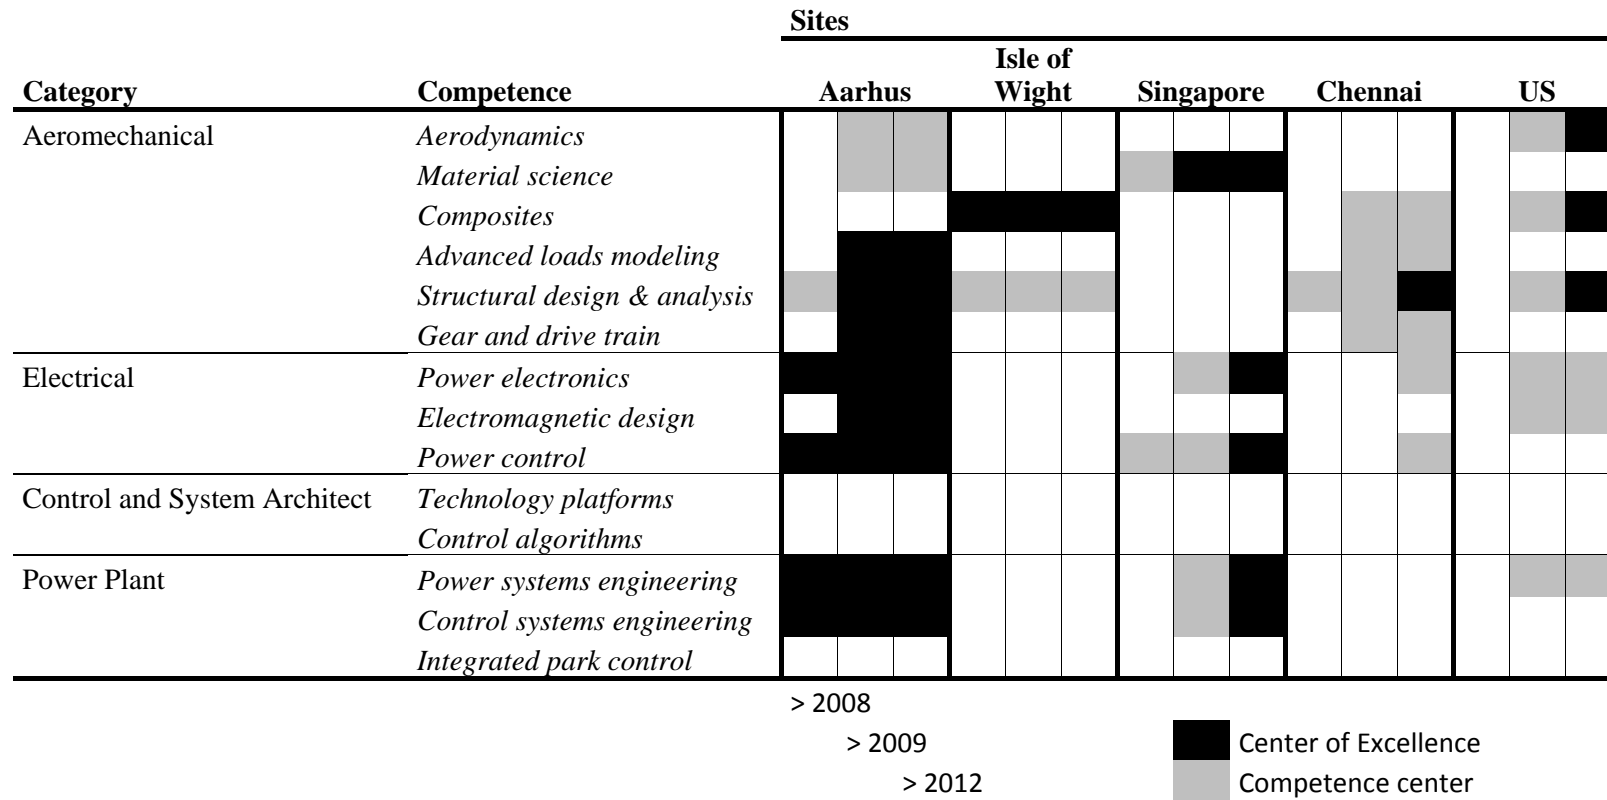 Sites
Isle of
Category Competence Aarhus Wight Singapore Chennai US
Aeromechanical Aerodynamics
Material science
Composites
Advanced loads modeling
Structural design & analysis
Gear and drive train
Electrical Power electronics
Electromagnetic design
Power control
Control and System Architect Technology platforms
Control algorithms
Power Plant Power systems engineering
Control systems engineering
Integrated park control
> 2008
> 2009 Center of Excellence
> 2012 Competence center